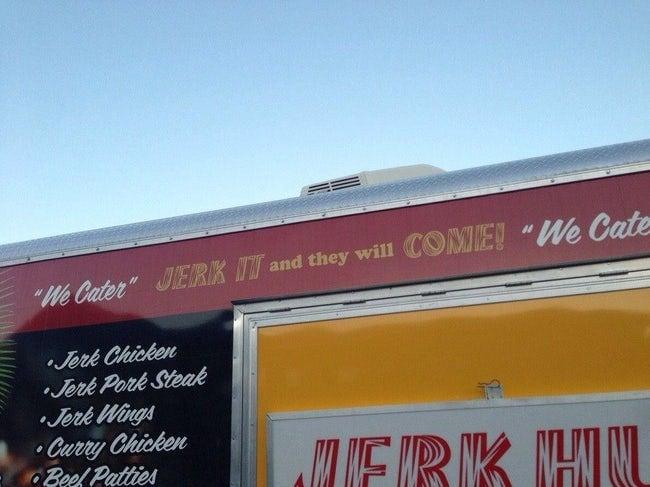 "We Cater" JERK IT and they will COME! "We Cate
• Jerk Chicken
• Jerk Pork Steak
• Jerk Wings
• Curry Chicken
• Beef Patties
JERK HU